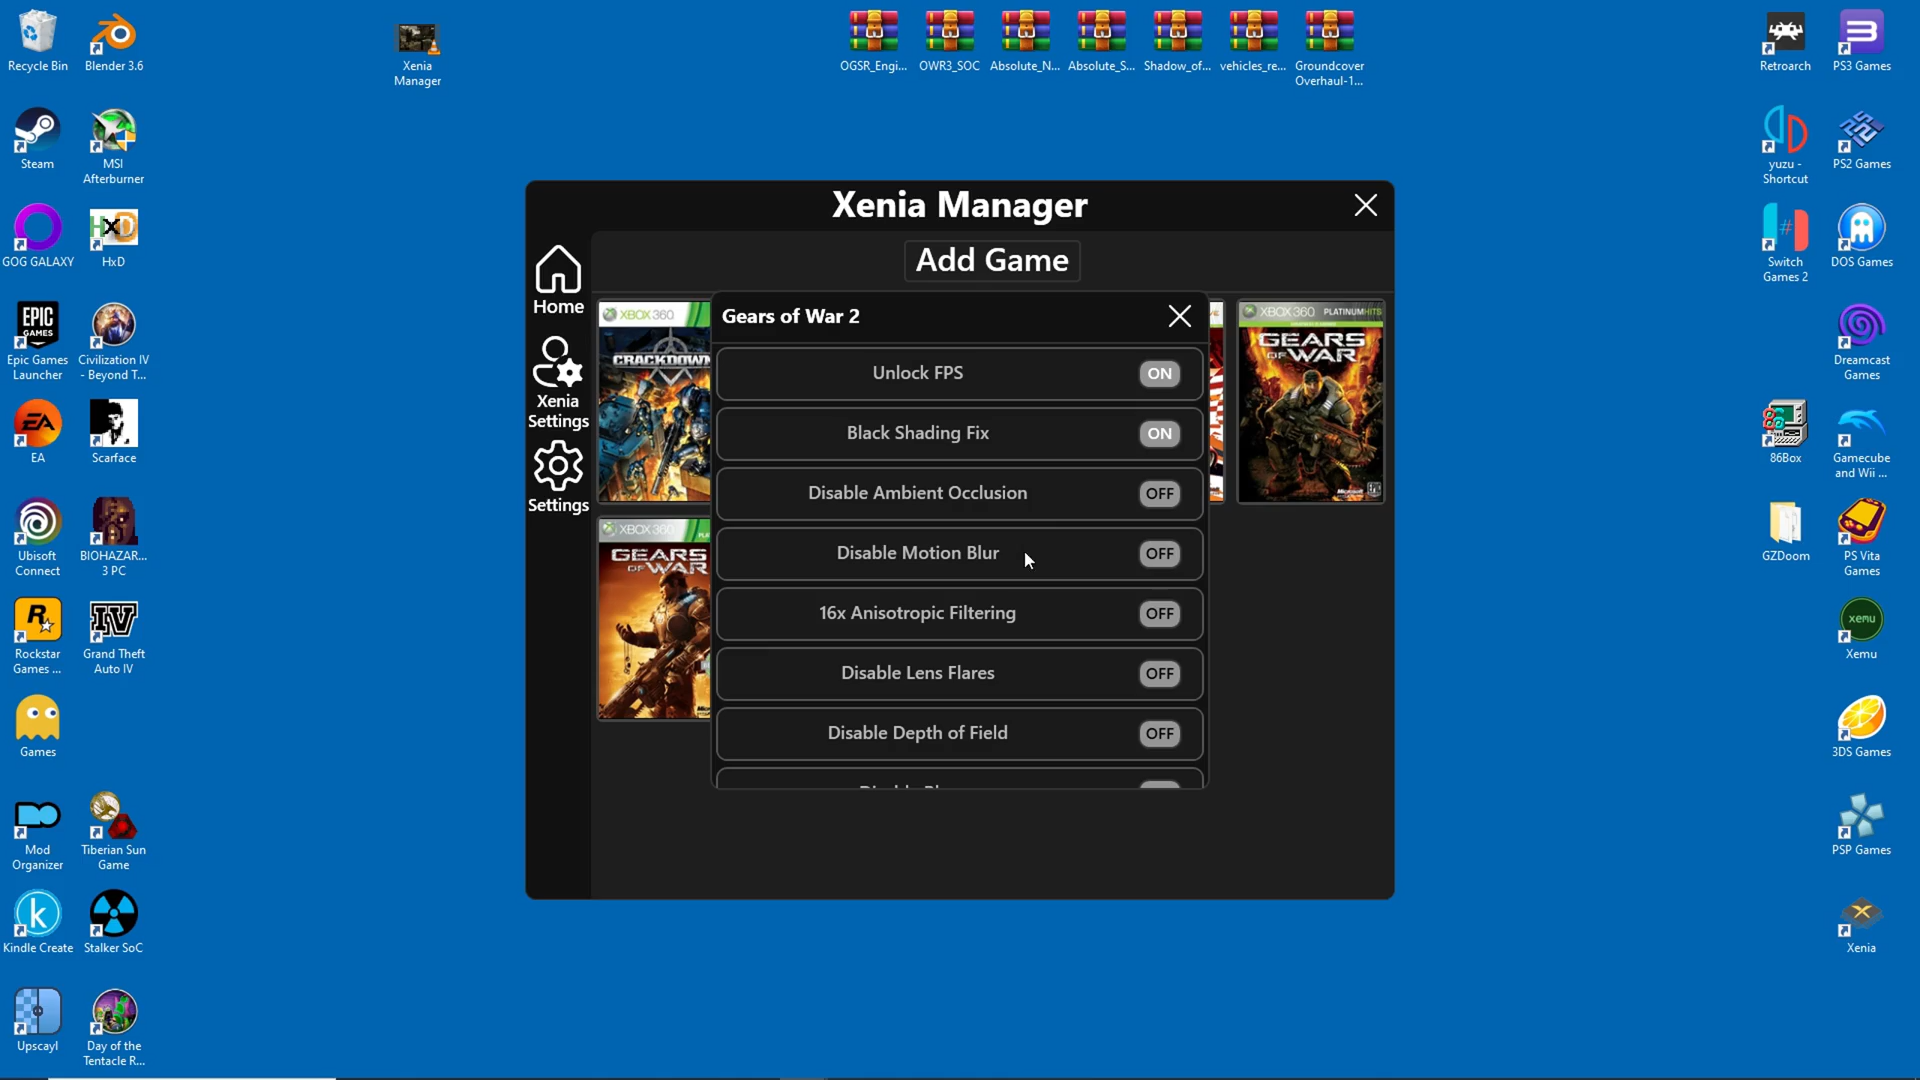 Recycle Bin
Blender 3.6
Xenia
Manager
OGSR_Engi...
OWR3_SOC
Absolute_N...
Absolute_S...
Shadow_of...
vehicles_re...
Groundcover
Overhaul-1...
Retroarch
PS3 Games
Steam
MSI
Afterburner
yuzu -
Shortcut
PS2 Games
GOG GALAXY
HxD
HxD
Switch
Games 2
DOS Games
EPIC
GAMES
Epic Games
Launcher
Civilization IV
- Beyond T...
Dreamcast
Games
EA
EA
Scarface
86
86Box
Gamecube
and Wii ...
Ubisoft
Connect
BIOHAZAR...
3 PC
GZDoom
PS Vita
Games
Rockstar
Games ...
IV
Grand Theft
Auto IV
xemu
Xemu
Games
3DS Games
Mod
Organizer
Tiberian Sun
Game
PSP Games
Kindle Create
Stalker SoC
Xenia
Upscayl
Day of the
Tentacle R...
Xenia Manager
Add Game
Home
Xenia
Settings
Settings
XBOX 360
CRACKDOWN
XBOX 360
GEARS
OF WAR
XBOX 360 PLATINUM HITS
GEARS
OF WAR
Gears of War 2
Unlock FPS ON
Black Shading Fix ON
Disable Ambient Occlusion OFF
Disable Motion Blur OFF
16x Anisotropic Filtering OFF
Disable Lens Flares OFF
Disable Depth of Field OFF